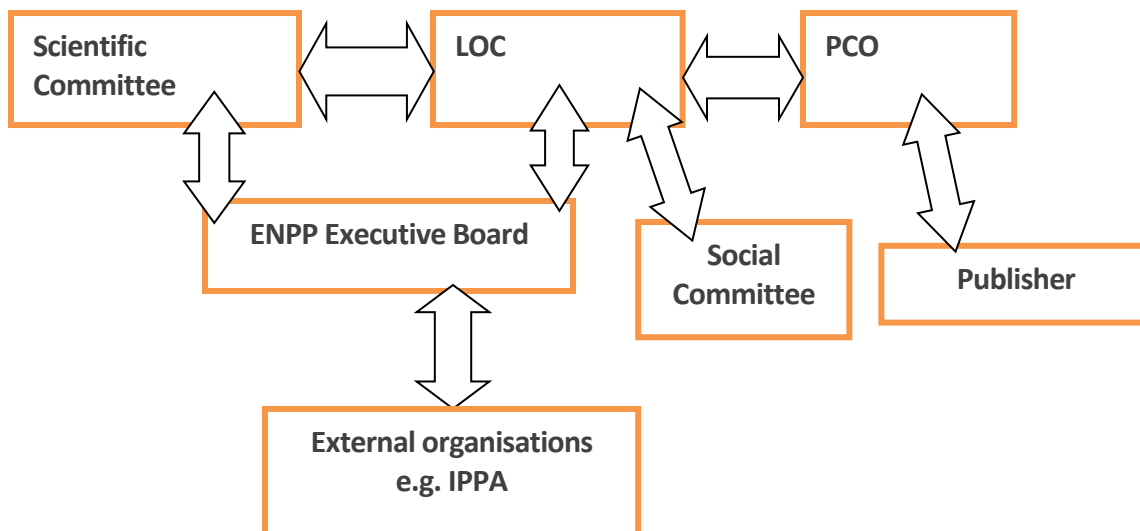 Scientific
Committee
LOC
PCO
ENPP Executive Board
Social
Committee
Publisher
External organisations
e.g. IPPA